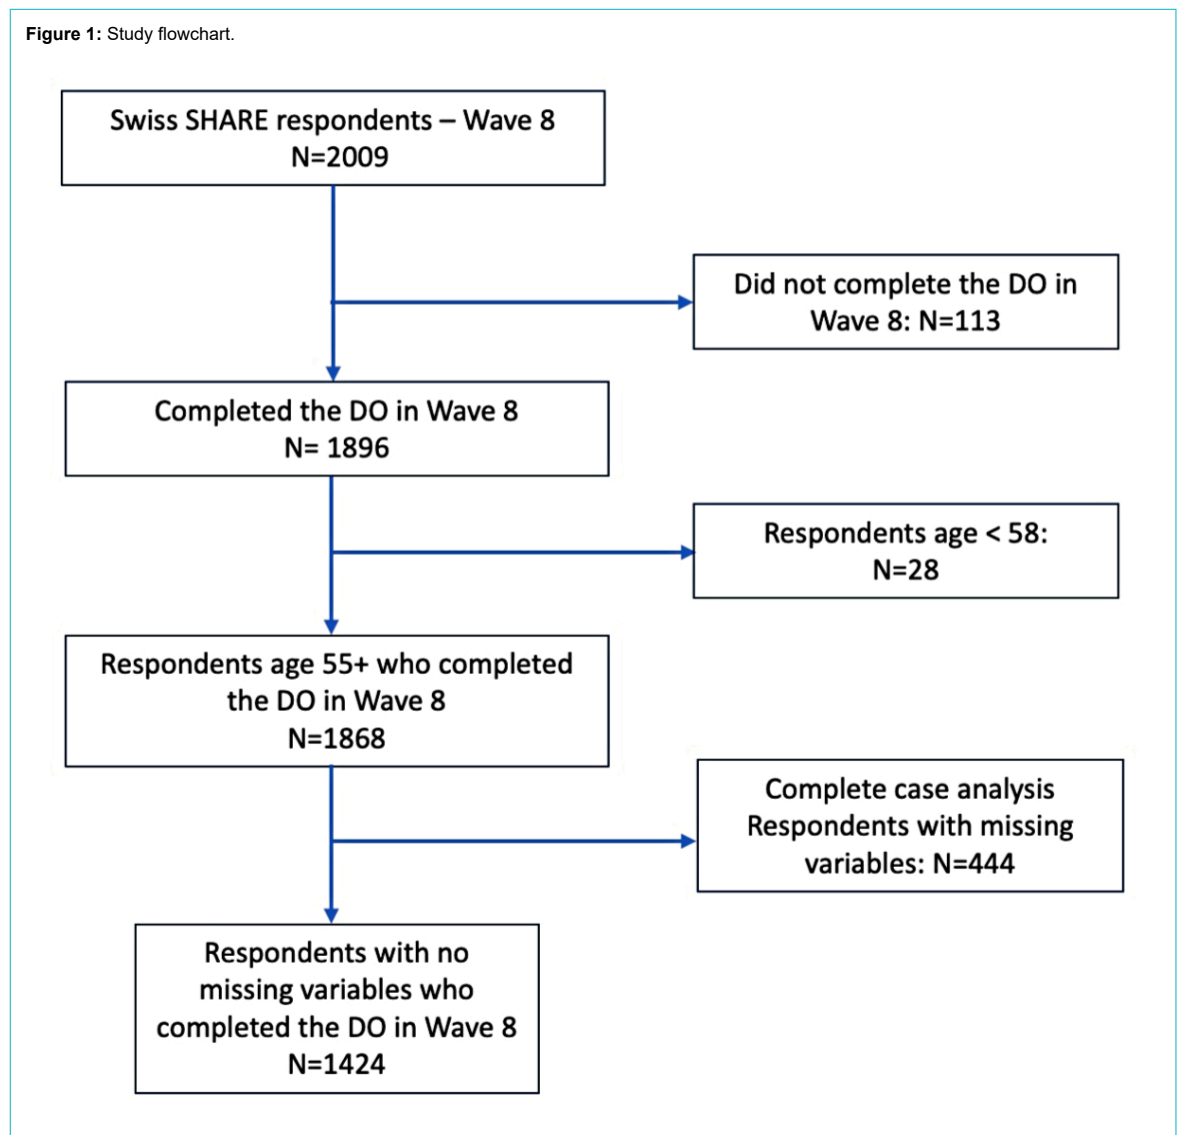 Figure 1: Study flowchart.
Swiss SHARE respondents – Wave 8
N=2009
Did not complete the DO in
Wave 8: N=113
Completed the DO in Wave 8
N= 1896
Respondents age < 58:
N=28
Respondents age 55+ who completed
the DO in Wave 8
N=1868
Complete case analysis
Respondents with missing
variables: N=444
Respondents with no
missing variables who
completed the DO in Wave 8
N=1424